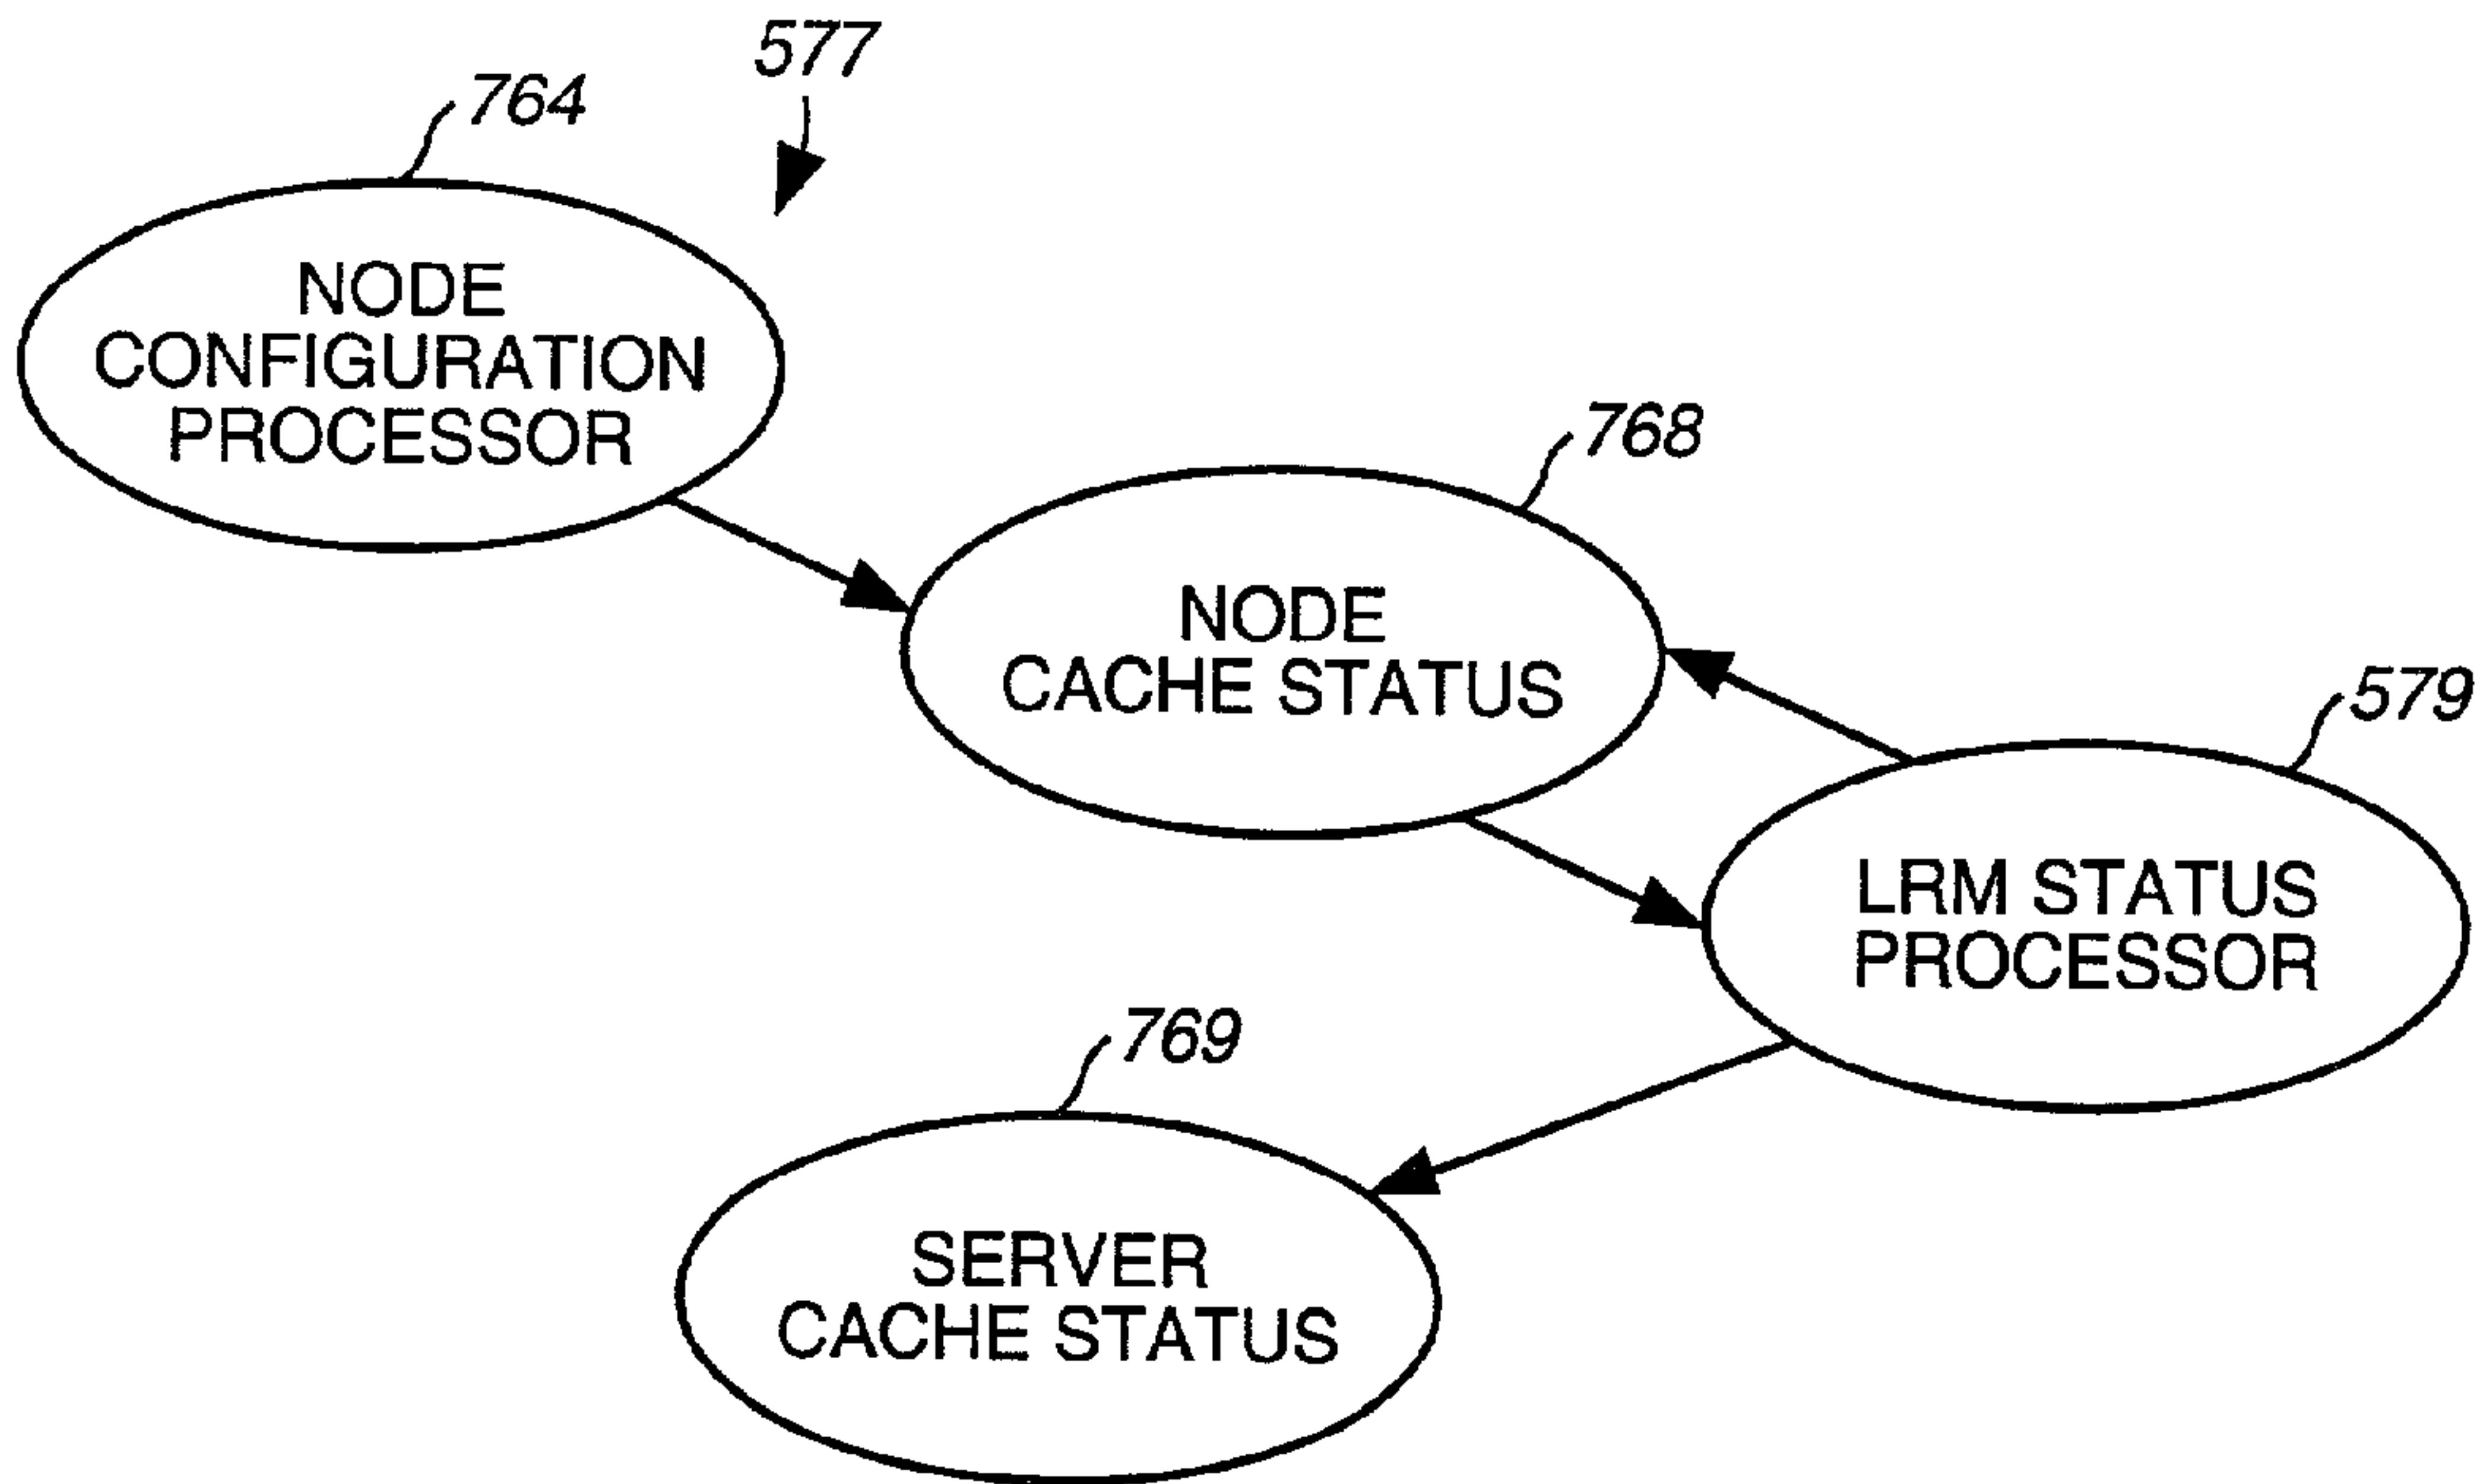 577
764
NODE
CONFIGURATION
PROCESSOR
768
NODE
CACHE STATUS
579
LRM STATUS
PROCESSOR
769
SERVER
CACHE STATUS